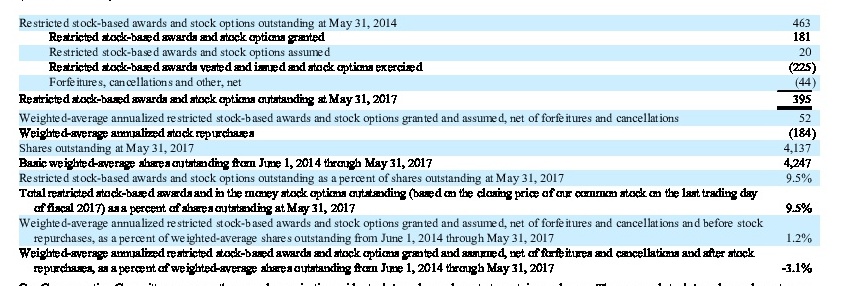 Restricted stock-based awards and stock options outstanding at May 31, 2014 463
Restricted stock-based awards and stock options granted 181
Restricted stock-based awards and stock options assumed 20
Restricted stock-based awards vested and issued and stock options exercised (225)
Forfeitures, cancellations and other, net (44)
Restricted stock-based awards and stock options outstanding at May 31, 2017 395
Weighted-average annualized restricted stock-based awards and stock options granted and assumed, net of forfeitures and cancellations 52
Weighted-average annualized stock repurchases (184)
Shares outstanding at May 31, 2017 4,137
Basic weighted-average shares outstanding from June 1, 2014 through May 31, 2017 4,247
Restricted stock-based awards and stock options outstanding as a percent of shares outstanding at May 31, 2017 9.5%
Total restricted stock-based awards and in the money stock options outstanding (based on the closing price of our common stock on the last trading day
of fiscal 2017) as a percent of shares outstanding at May 31, 2017 9.5%
Weighted-average annualized restricted stock-based awards and stock options granted and assumed, net of forfeitures and cancellations and before stock
repurchases, as a percent of weighted-average shares outstanding from June 1, 2014 through May 31, 2017 1.2%
Weighted-average annualized restricted stock-based awards and stock options granted and assumed, net of forfeitures and cancellations and after stock
repurchases, as a percent of weighted-average shares outstanding from June 1, 2014 through May 31, 2017 -3.1%